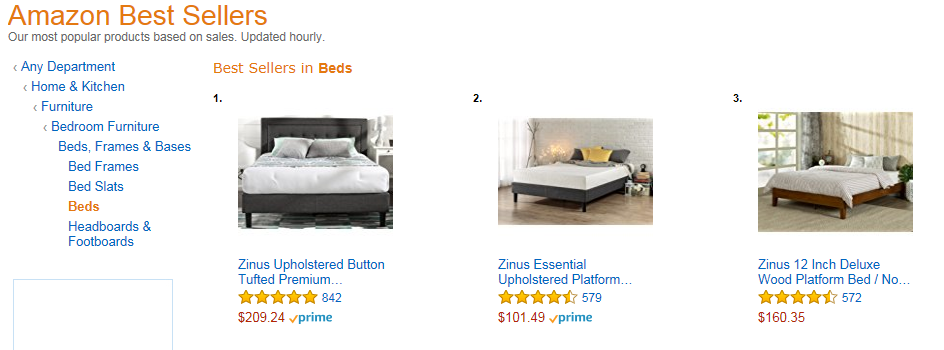 Amazon Best Sellers
Our most popular products based on sales. Updated hourly.
‹ Any Department
‹ Home & Kitchen
‹ Furniture
‹ Bedroom Furniture
Beds, Frames & Bases
Bed Frames
Bed Slats
Beds
Headboards &
Footboards
Best Sellers in Beds
1.
Zinus Upholstered Button
Tufted Premium…
842
$209.24 prime
2.
Zinus Essential
Upholstered Platform…
579
$101.49 prime
3.
Zinus 12 Inch Deluxe
Wood Platform Bed / No…
572
$160.35